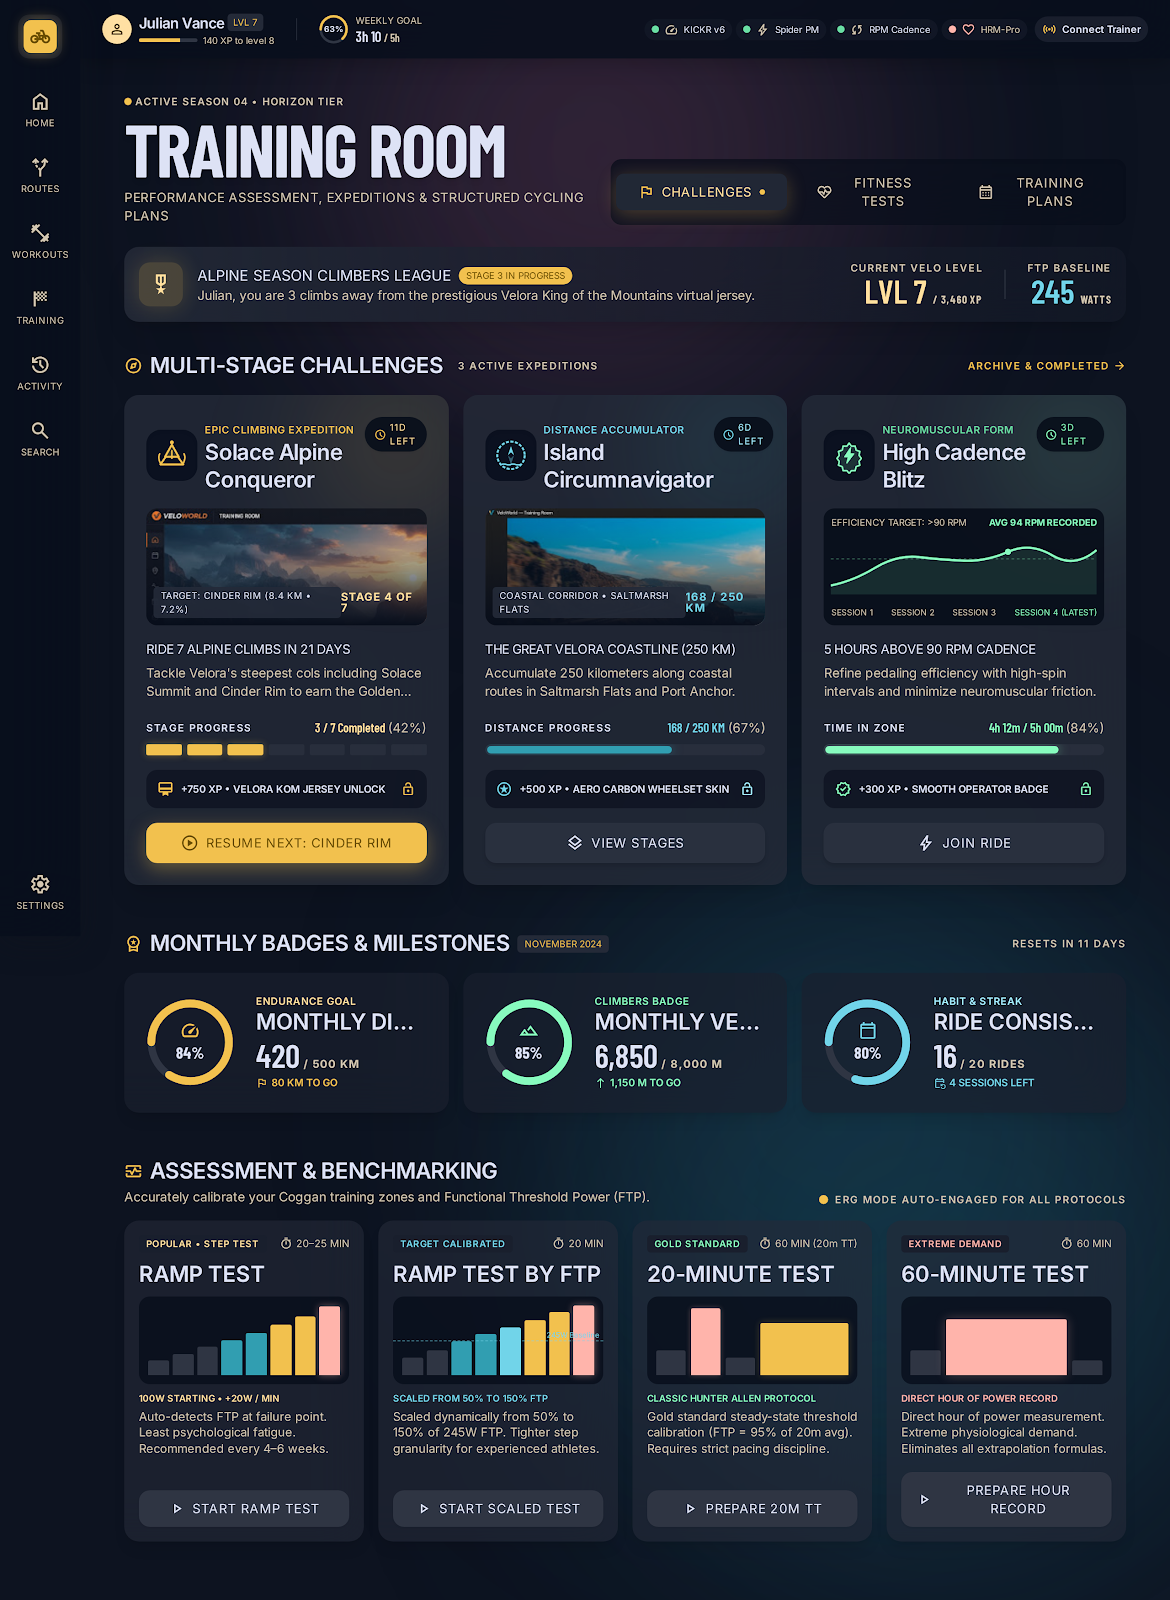 Julian Vance
LVL 7
140 XP to level 8
63%
WEEKLY GOAL
3h 10 / 5h
KICKR v6
Spider PM
RPM Cadence
HRM-Pro
Connect Trainer
HOME
ROUTES
WORKOUTS
TRAINING
ACTIVITY
SEARCH
SETTINGS
ACTIVE SEASON 04 • HORIZON TIER
TRAINING ROOM
PERFORMANCE ASSESSMENT, EXPEDITIONS & STRUCTURED CYCLING
PLANS
CHALLENGES
FITNESS
TESTS
TRAINING
PLANS
ALPINE SEASON CLIMBERS LEAGUE
STAGE 3 IN PROGRESS
Julian, you are 3 climbs away from the prestigious Velora King of the Mountains virtual jersey.
CURRENT VELO LEVEL
LVL 7 / 3,460 XP
FTP BASELINE
245 WATTS
MULTI-STAGE CHALLENGES
3 ACTIVE EXPEDITIONS
ARCHIVE & COMPLETED →
EPIC CLIMBING EXPEDITION
11D
LEFT
Solace Alpine
Conqueror
VELOWORLD
TRAINING ROOM
TARGET: CINDER RIM (8.4 KM •
7.2%)
STAGE 4 OF
7
RIDE 7 ALPINE CLIMBS IN 21 DAYS
Tackle Velora's steepest cols including Solace
Summit and Cinder Rim to earn the Golden...
STAGE PROGRESS
3 / 7 Completed (42%)
+750 XP • VELORA KOM JERSEY UNLOCK
RESUME NEXT: CINDER RIM
DISTANCE ACCUMULATOR
6D
LEFT
Island
Circumnavigator
VeloWorld — Training Room
COASTAL CORRIDOR • SALTMARSH
FLATS
168 / 250
KM
THE GREAT VELORA COASTLINE (250 KM)
Accumulate 250 kilometers along coastal
routes in Saltmarsh Flats and Port Anchor.
DISTANCE PROGRESS
168 / 250 KM (67%)
+500 XP • AERO CARBON WHEELSET SKIN
VIEW STAGES
NEUROMUSCULAR FORM
3D
LEFT
High Cadence
Blitz
EFFICIENCY TARGET: >90 RPM
AVG 94 RPM RECORDED
SESSION 1
SESSION 2
SESSION 3
SESSION 4 (LATEST)
5 HOURS ABOVE 90 RPM CADENCE
Refine pedaling efficiency with high-spin
intervals and minimize neuromuscular friction.
TIME IN ZONE
4h 12m / 5h 00m (84%)
+300 XP • SMOOTH OPERATOR BADGE
JOIN RIDE
MONTHLY BADGES & MILESTONES
NOVEMBER 2024
RESETS IN 11 DAYS
84%
ENDURANCE GOAL
MONTHLY DI...
420 / 500 KM
80 KM TO GO
85%
CLIMBERS BADGE
MONTHLY VE...
6,850 / 8,000 M
↑ 1,150 M TO GO
80%
HABIT & STREAK
RIDE CONSIS...
16 / 20 RIDES
4 SESSIONS LEFT
ASSESSMENT & BENCHMARKING
Accurately calibrate your Coggan training zones and Functional Threshold Power (FTP).
ERG MODE AUTO-ENGAGED FOR ALL PROTOCOLS
POPULAR • STEP TEST
20–25 MIN
RAMP TEST
100W STARTING • +20W / MIN
Auto-detects FTP at failure point.
Least psychological fatigue.
Recommended every 4–6 weeks.
START RAMP TEST
TARGET CALIBRATED
20 MIN
RAMP TEST BY FTP
SCALED FROM 50% TO 150% FTP
Scaled dynamically from 50% to
150% of 245W FTP. Tighter step
granularity for experienced athletes.
START SCALED TEST
GOLD STANDARD
60 MIN (20m TT)
20-MINUTE TEST
CLASSIC HUNTER ALLEN PROTOCOL
Gold standard steady-state threshold
calibration (FTP = 95% of 20m avg).
Requires strict pacing discipline.
PREPARE 20M TT
EXTREME DEMAND
60 MIN
60-MINUTE TEST
DIRECT HOUR OF POWER RECORD
Direct hour of power measurement.
Extreme physiological demand.
Eliminates all extrapolation formulas.
PREPARE HOUR
RECORD